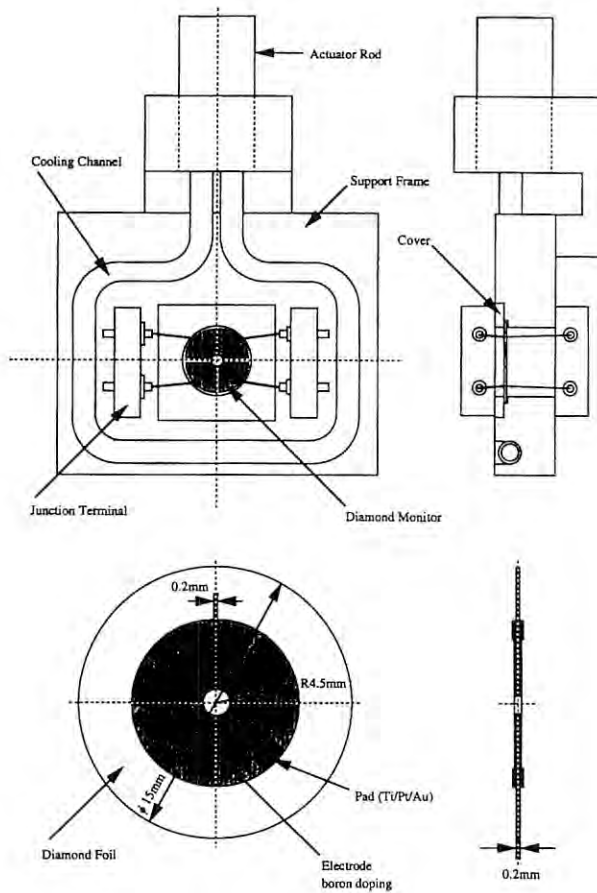 Actuator Rod
Cooling Channel
Support Frame
Cover
Junction Terminal
Diamond Monitor
0.2mm
R4.5mm
ϕ 15mm
Pad (Ti/Pt/Au)
Diamond Foil
Electrode
boron doping
0.2mm